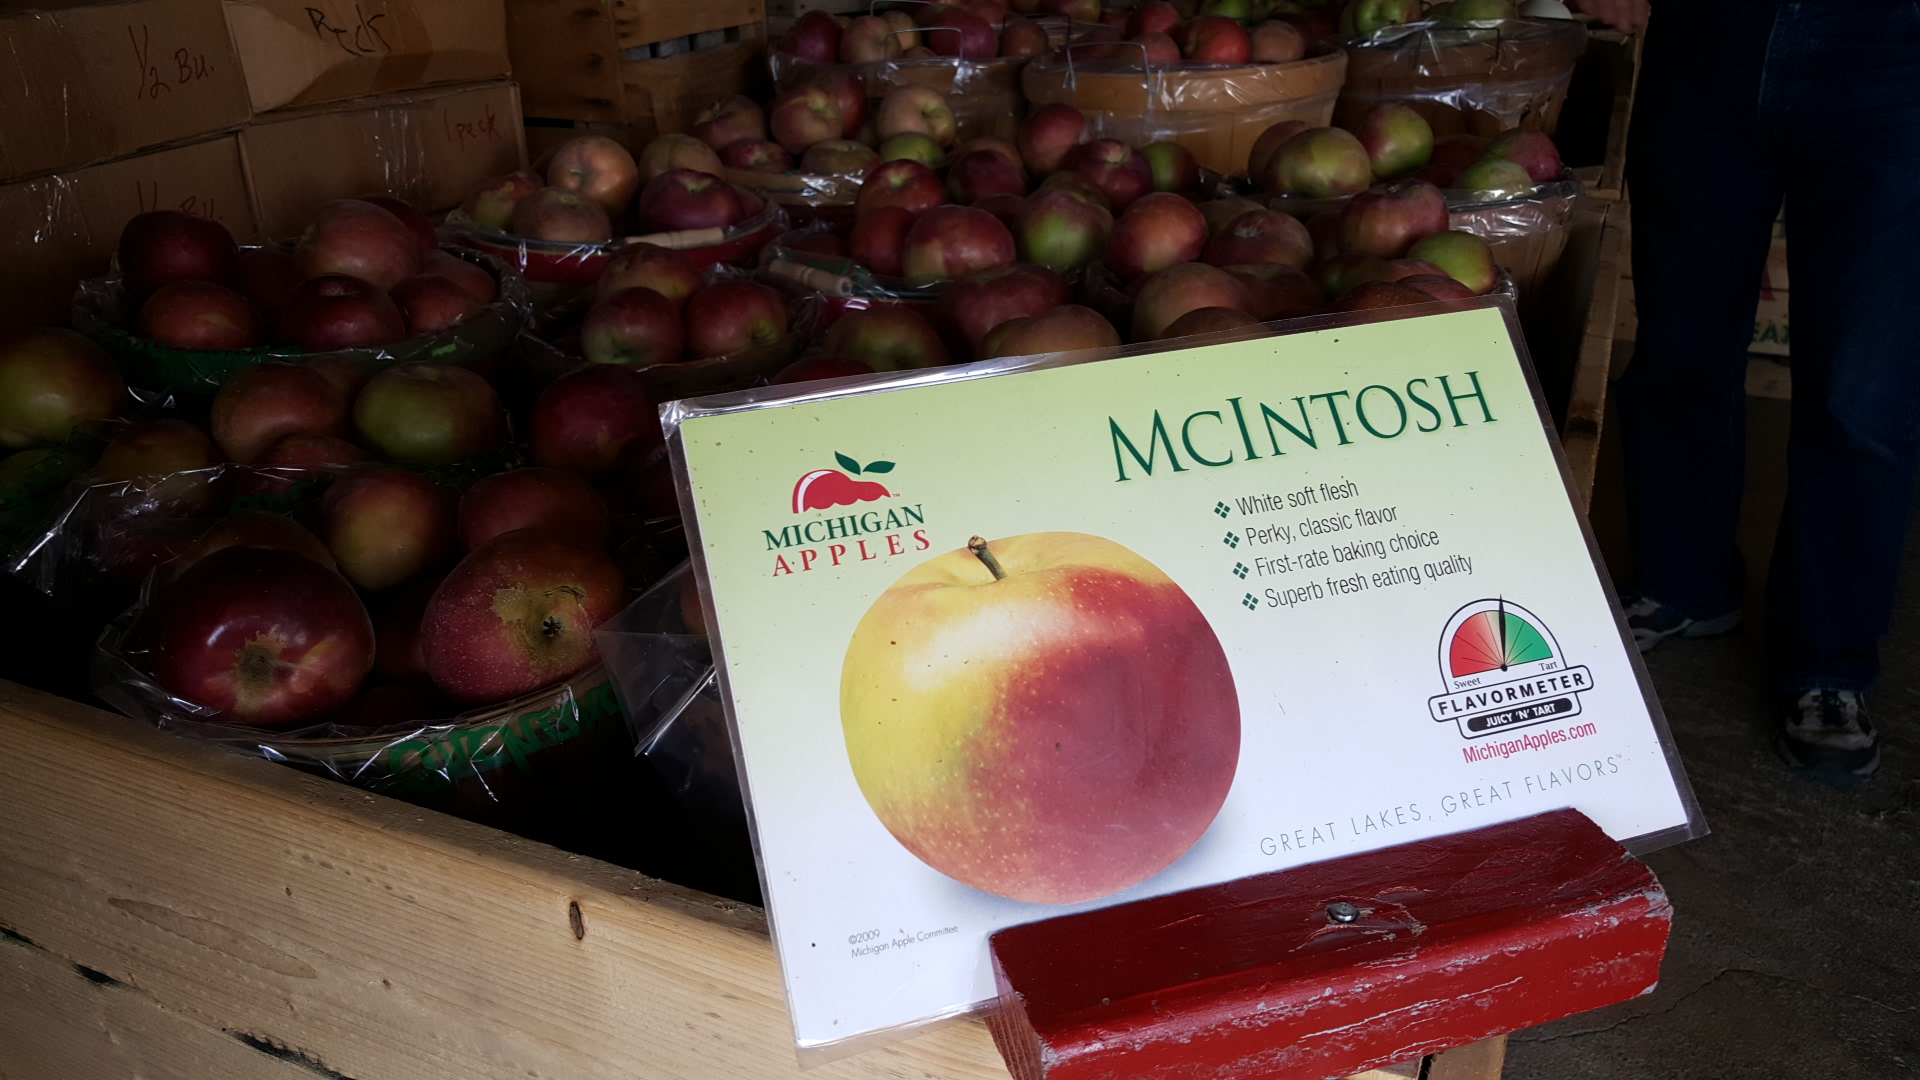 1/2 Bu.
Peck
1 peck
1/2 Bu.
McIntosh
MICHIGAN
APPLES
White soft flesh
Perky, classic flavor
First-rate baking choice
Superb fresh eating quality
Sweet
Tart
FLAVORMETER
JUICY 'N' TART
MichiganApples.com
GREAT LAKES, GREAT FLAVORS™
©2009
Michigan Apple Committee